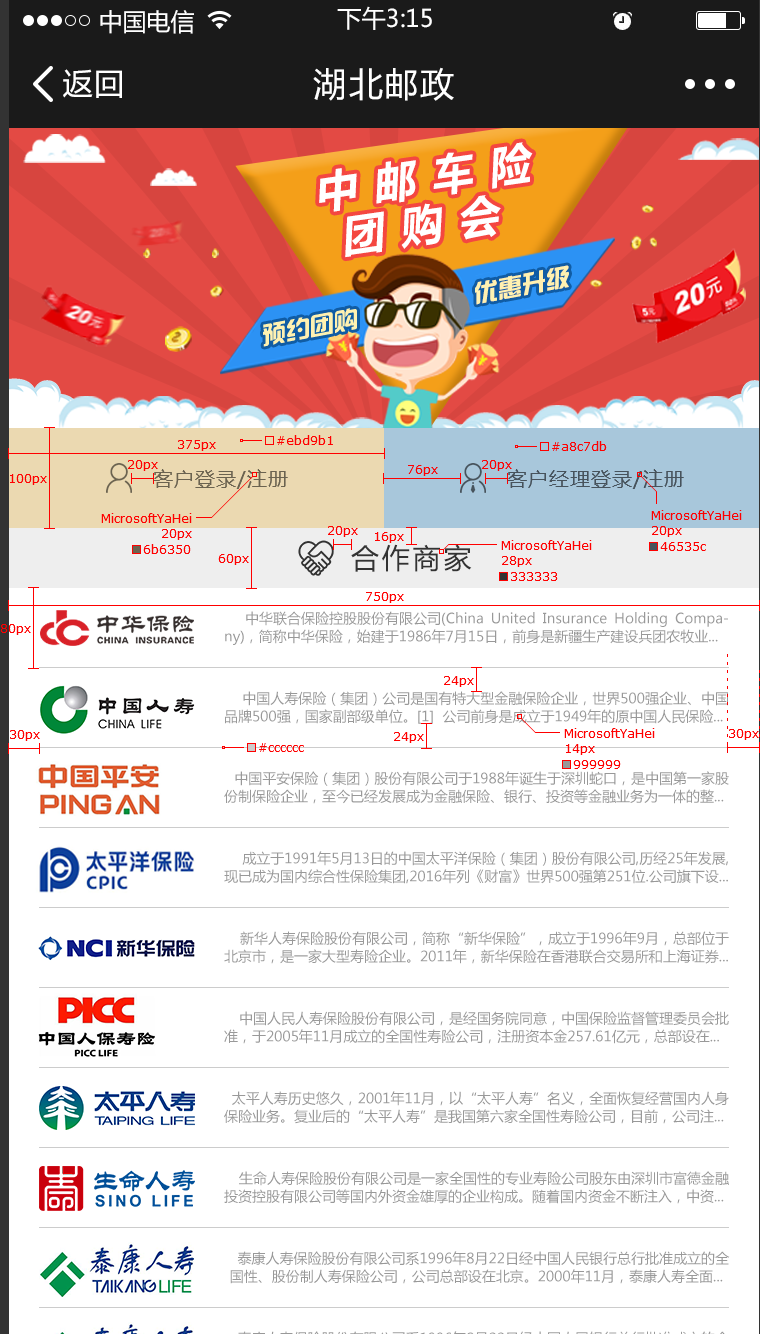 中国电信
下午3:15
返回
湖北邮政
中邮车险
团购会
预约团购
优惠升级
20元
5元
20元
375px
#ebd9b1
#a8c7db
100px
20px
客户登录/注册
76px
20px
客户经理登录/注册
MicrosoftYaHei
20px
6b6350
MicrosoftYaHei
20px
46535c
60px
20px
16px
合作商家
MicrosoftYaHei
28px
333333
750px
80px
中华保险
CHINA INSURANCE
中华联合保险控股股份有限公司(China United Insurance Holding Compa-
ny)，简称中华保险，始建于1986年7月15日，前身是新疆生产建设兵团农牧业...
24px
中国人寿
CHINA LIFE
中国人寿保险（集团）公司是国有特大型金融保险企业，世界500强企业、中国
品牌500强，国家副部级单位。[1] 公司前身是成立于1949年的原中国人民保险...
30px
#cccccc
24px
MicrosoftYaHei
14px
999999
30px
中国平安
PING AN
中国平安保险（集团）股份有限公司于1988年诞生于深圳蛇口，是中国第一家股
份制保险企业，至今已经发展成为金融保险、银行、投资等金融业务为一体的整...
太平洋保险
CPIC
成立于1991年5月13日的中国太平洋保险（集团）股份有限公司,历经25年发展,
现已成为国内综合性保险集团,2016年列《财富》世界500强第251位.公司旗下设...
NCI新华保险
新华人寿保险股份有限公司，简称“新华保险”，成立于1996年9月，总部位于
北京市，是一家大型寿险企业。2011年，新华保险在香港联合交易所和上海证券...
PICC
中国人保寿险
PICC LIFE
中国人民人寿保险股份有限公司，是经国务院同意，中国保险监督管理委员会批
准，于2005年11月成立的全国性寿险公司，注册资本金257.61亿元，总部设在...
太平人寿
TAIPING LIFE
太平人寿历史悠久，2001年11月，以“太平人寿”名义，全面恢复经营国内人身
保险业务。复业后的“太平人寿”是我国第六家全国性寿险公司，目前，公司注...
生命人寿
SINO LIFE
生命人寿保险股份有限公司是一家全国性的专业寿险公司股东由深圳市富德金融
投资控股有限公司等国内外资金雄厚的企业构成。随着国内资金不断注入，中资...
泰康人寿
TAIKANG LIFE
泰康人寿保险股份有限公司系1996年8月22日经中国人民银行总行批准成立的全
国性、股份制人寿保险公司，公司总部设在北京。2000年11月，泰康人寿全面...